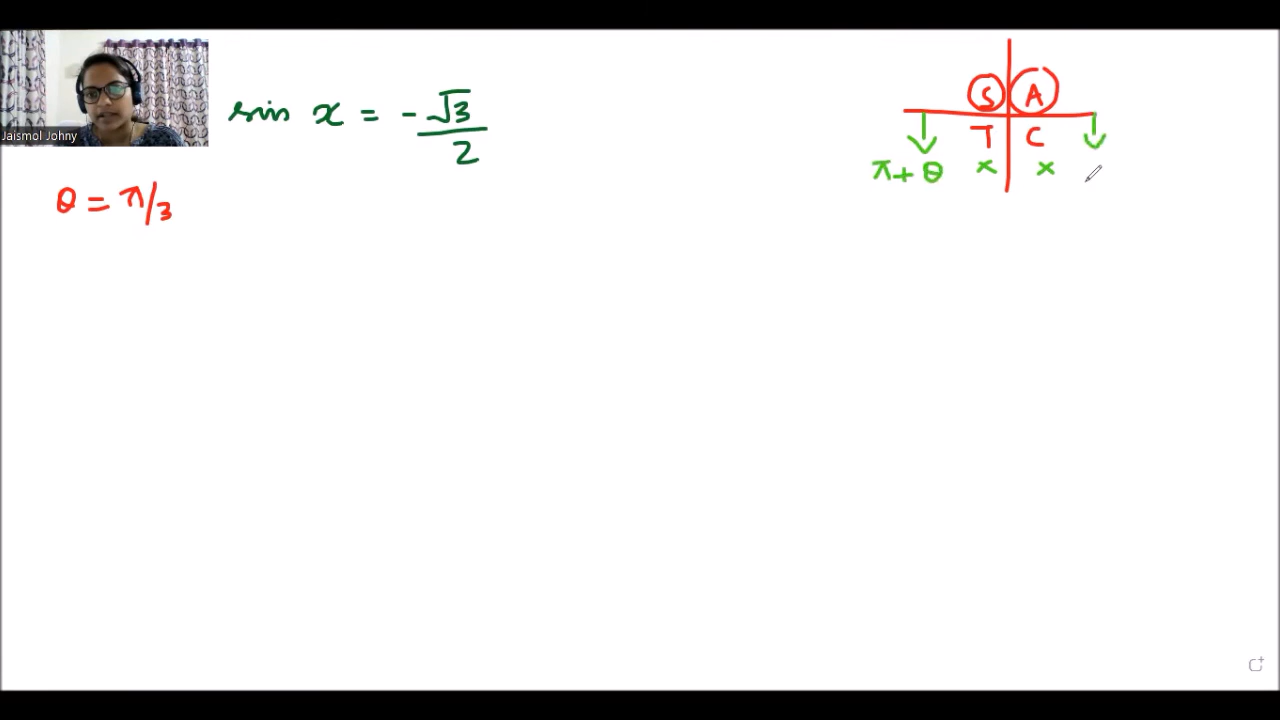 Jaismol Johny
sin x = -√3/2
θ = π/3
S A
T C
π+θ × ×